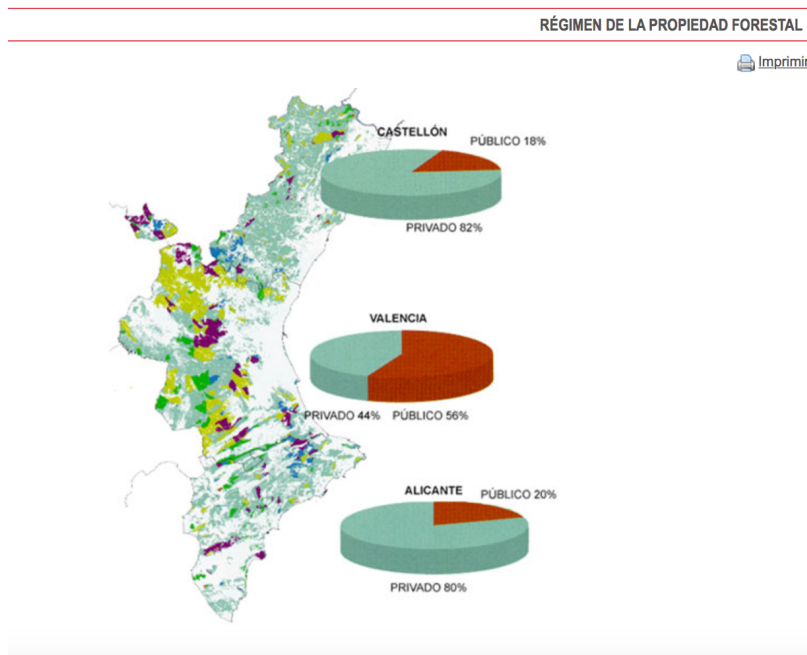 RÉGIMEN DE LA PROPIEDAD FORESTAL
Imprimir
CASTELLÓN
PÚBLICO 18%
PRIVADO 82%
VALENCIA
PRIVADO 44% PÚBLICO 56%
ALICANTE
PÚBLICO 20%
PRIVADO 80%